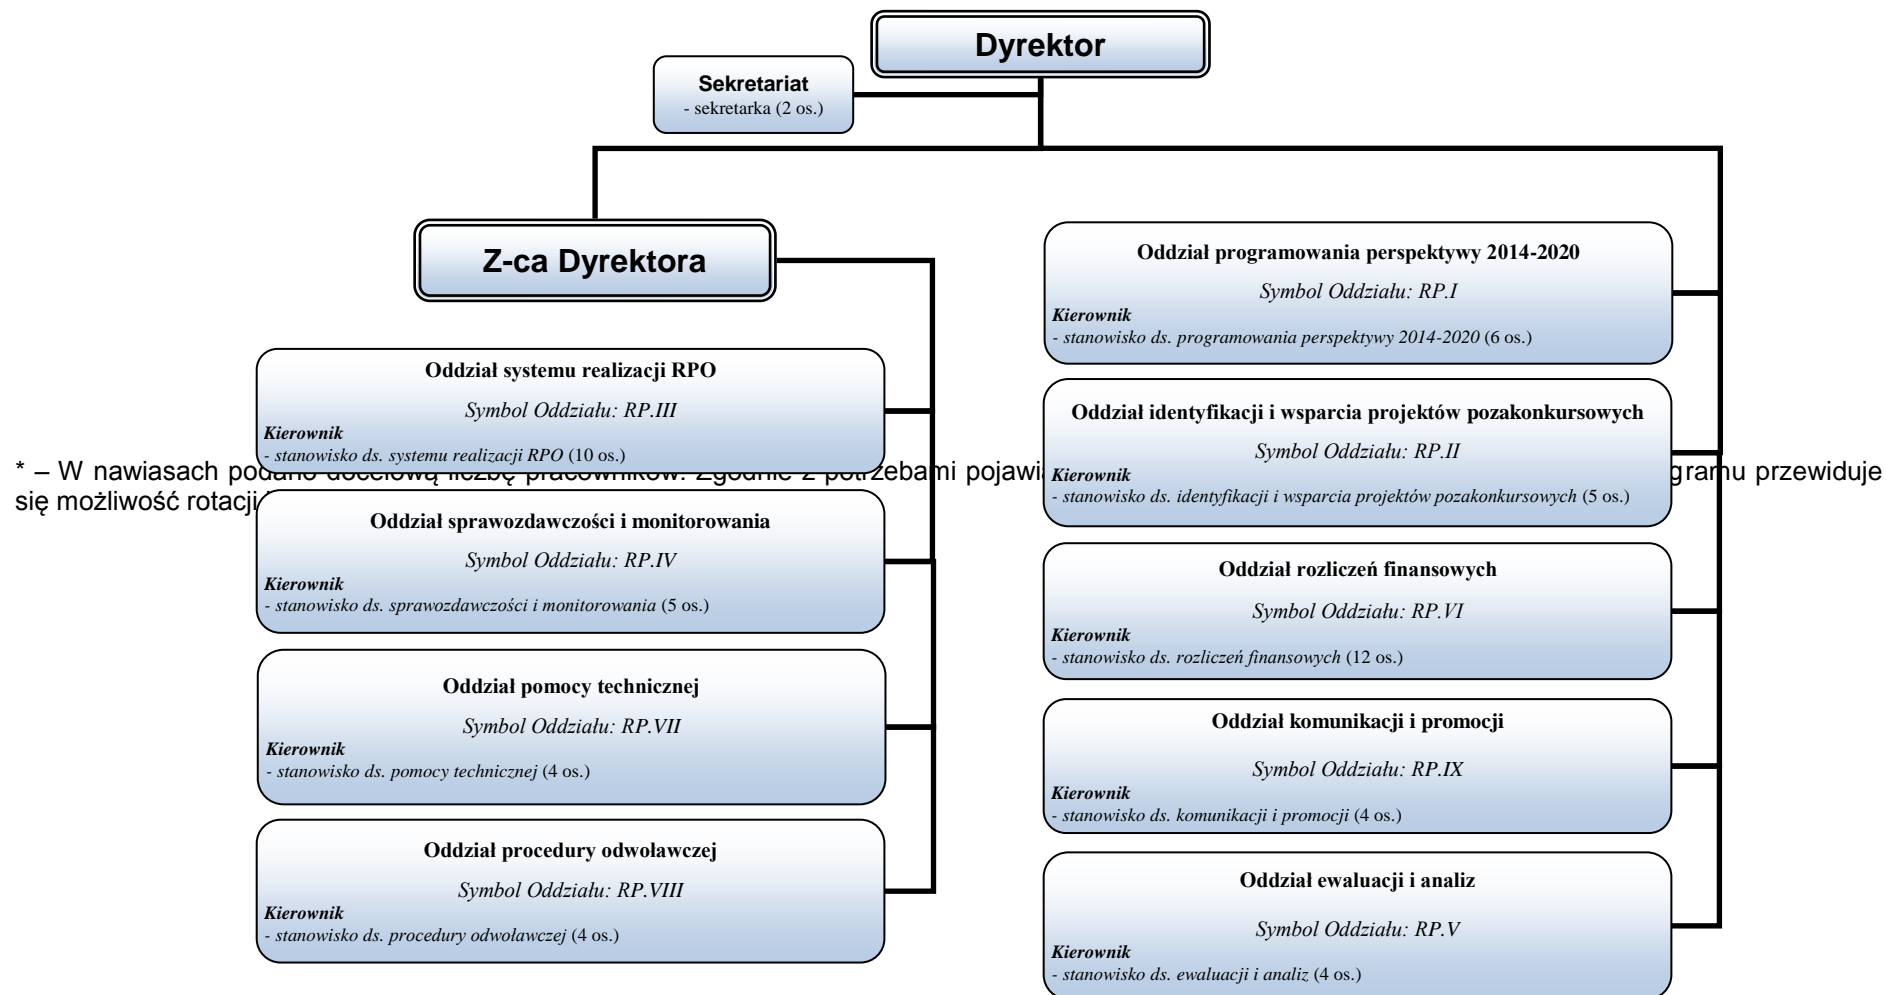 Dyrektor
Sekretariat
- sekretarka (2 os.)
Z-ca Dyrektora
Oddział systemu realizacji RPO
Symbol Oddziału: RP.III
Kierownik
- stanowisko ds. systemu realizacji RPO (10 os.)
Oddział sprawozdawczości i monitorowania
Symbol Oddziału: RP.IV
Kierownik
- stanowisko ds. sprawozdawczości i monitorowania (5 os.)
Oddział pomocy technicznej
Symbol Oddziału: RP.VII
Kierownik
- stanowisko ds. pomocy technicznej (4 os.)
Oddział procedury odwoławczej
Symbol Oddziału: RP.VIII
Kierownik
- stanowisko ds. procedury odwoławczej (4 os.)
Oddział programowania perspektywy 2014-2020
Symbol Oddziału: RP.I
Kierownik
- stanowisko ds. programowania perspektywy 2014-2020 (6 os.)
Oddział identyfikacji i wsparcia projektów pozakonkursowych
Symbol Oddziału: RP.II
Kierownik
- stanowisko ds. identyfikacji i wsparcia projektów pozakonkursowych (5 os.)
Oddział rozliczeń finansowych
Symbol Oddziału: RP.VI
Kierownik
- stanowisko ds. rozliczeń finansowych (12 os.)
Oddział komunikacji i promocji
Symbol Oddziału: RP.IX
Kierownik
- stanowisko ds. komunikacji i promocji (4 os.)
Oddział ewaluacji i analiz
Symbol Oddziału: RP.V
Kierownik
- stanowisko ds. ewaluacji i analiz (4 os.)
* – W nawiasach podano docelową liczbę pracowników. Zgodnie z potrzebami przewiduje
się możliwość rotacji